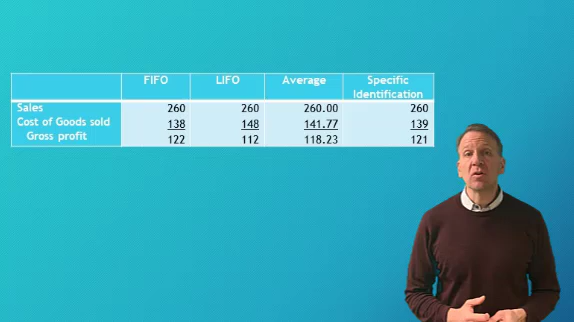 FIFO LIFO Average Specific Identification
Sales 260 260 260.00 260
Cost of Goods sold 138 148 141.77 139
Gross profit 122 112 118.23 121